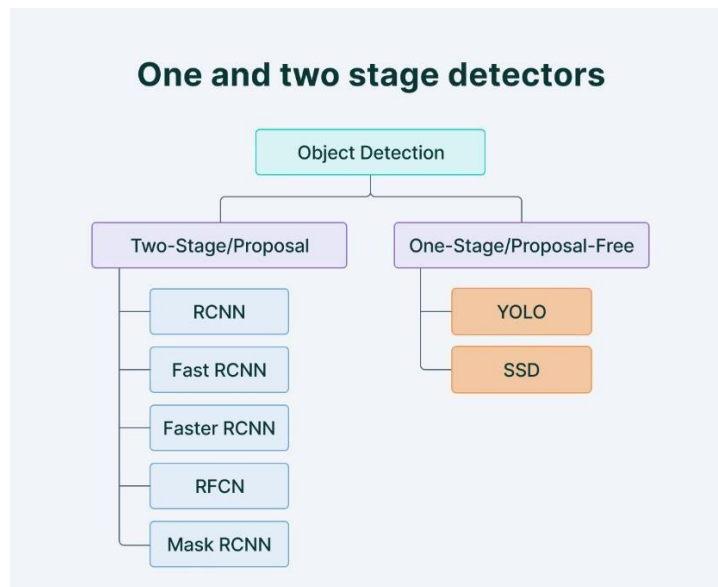 One and two stage detectors
Object Detection
Two-Stage/Proposal
One-Stage/Proposal-Free
RCNN
YOLO
Fast RCNN
SSD
Faster RCNN
RFCN
Mask RCNN